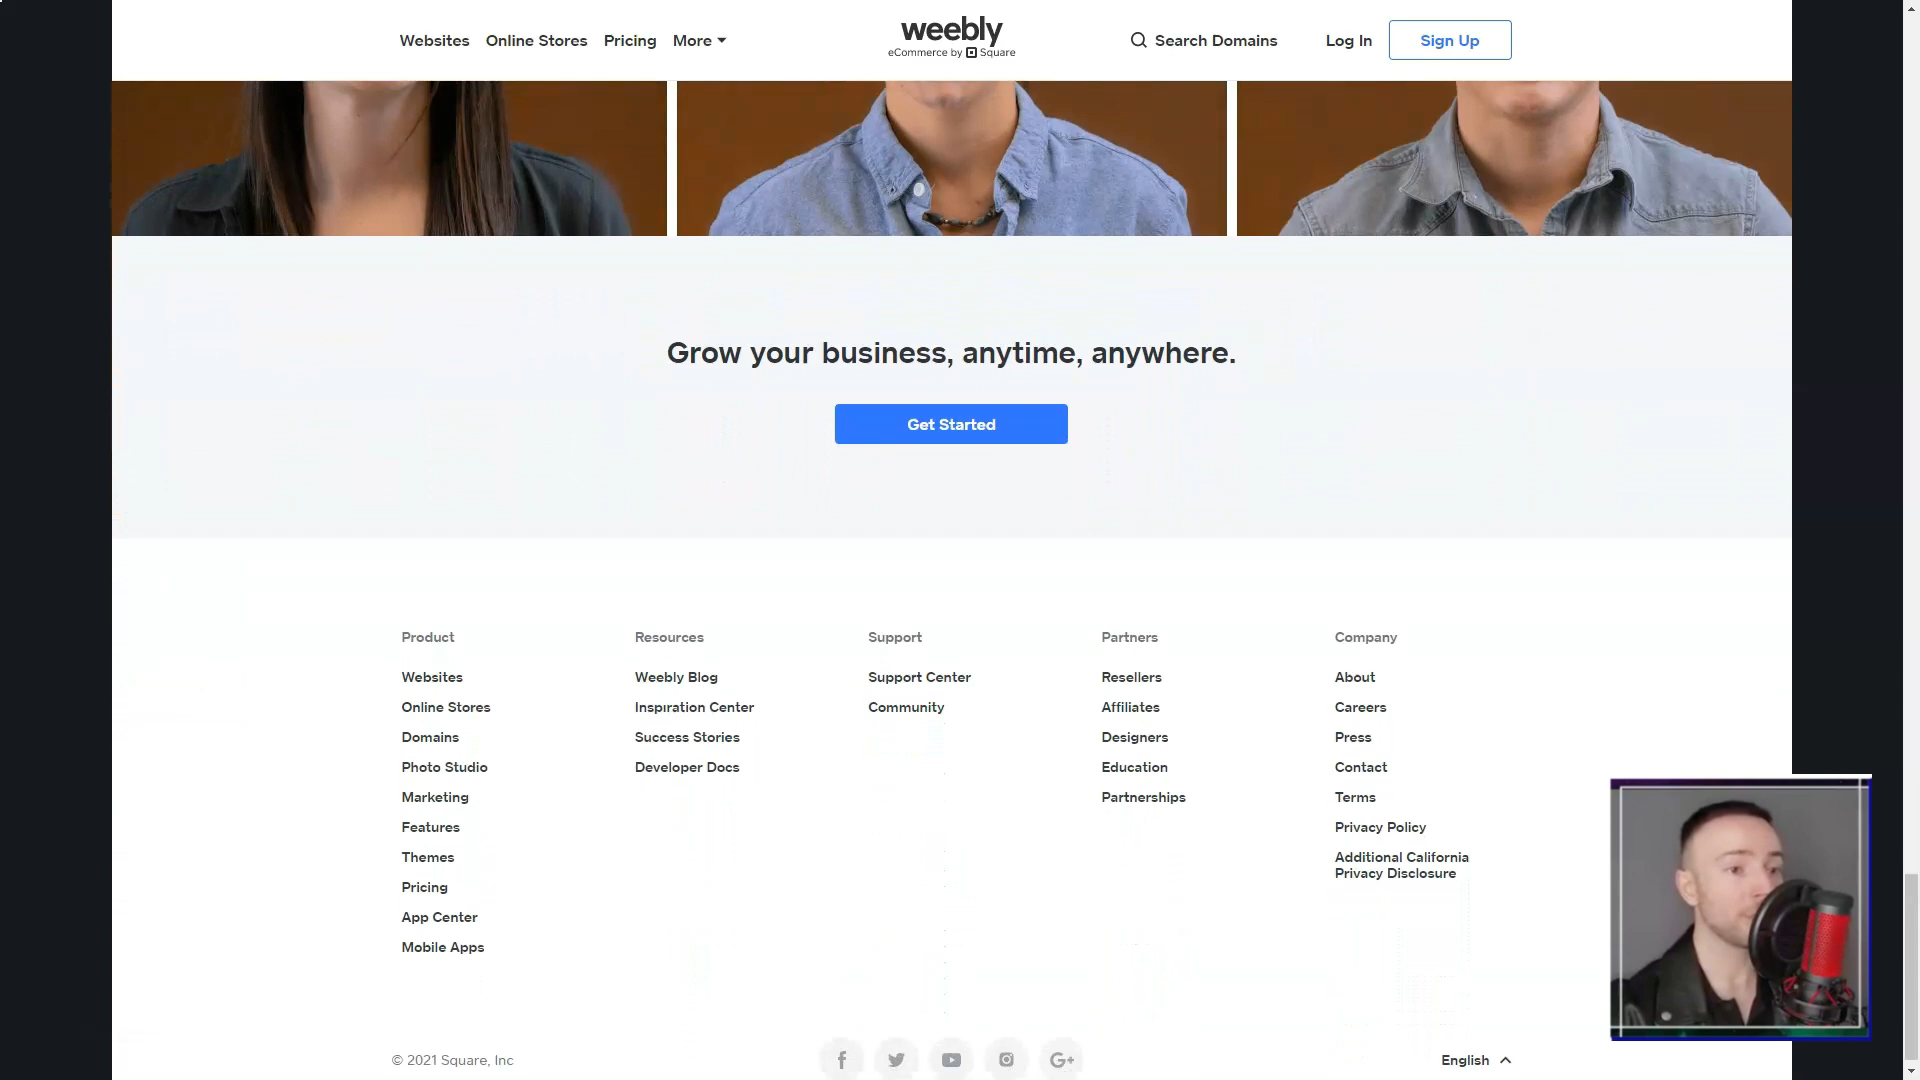 Websites Online Stores Pricing More
weebly
eCommerce by Square
Search Domains
Log In
Sign Up
Grow your business, anytime, anywhere.
Get Started
Product
Websites
Online Stores
Domains
Photo Studio
Marketing
Features
Themes
Pricing
App Center
Mobile Apps
Resources
Weebly Blog
Inspiration Center
Success Stories
Developer Docs
Support
Support Center
Community
Partners
Resellers
Affiliates
Designers
Education
Partnerships
Company
About
Careers
Press
Contact
Terms
Privacy Policy
Additional California
Privacy Disclosure
© 2021 Square, Inc
G+
English